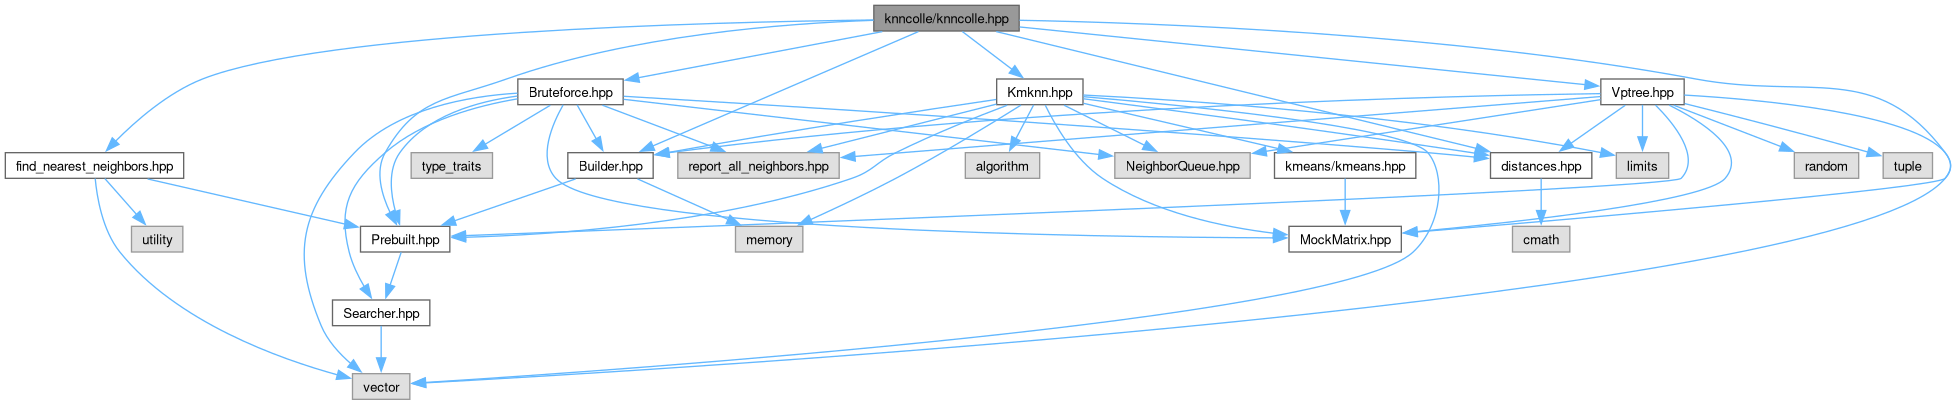 knncolle/knncolle.hpp
Bruteforce.hpp
Kmknn.hpp
Vptree.hpp
find_nearest_neighbors.hpp
type_traits
Builder.hpp
report_all_neighbors.hpp
algorithm
NeighborQueue.hpp
kmeans/kmeans.hpp
distances.hpp
limits
random
tuple
utility
Prebuilt.hpp
memory
MockMatrix.hpp
cmath
Searcher.hpp
vector